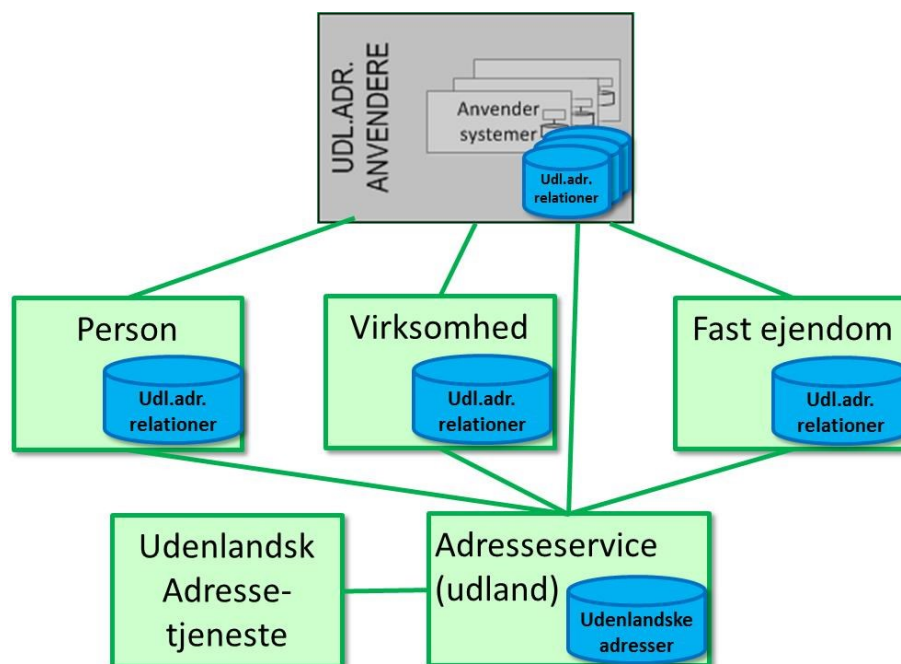 UDL.ADR.
ANVENDERE
Anvender
systemer
Udl.adr.
relationer
Person
Udl.adr.
relationer
Virksomhed
Udl.adr.
relationer
Fast ejendom
Udl.adr.
relationer
Udenlandsk
Adresse-
tjeneste
Adresseservice
(udland)
Udenlandske
adresser